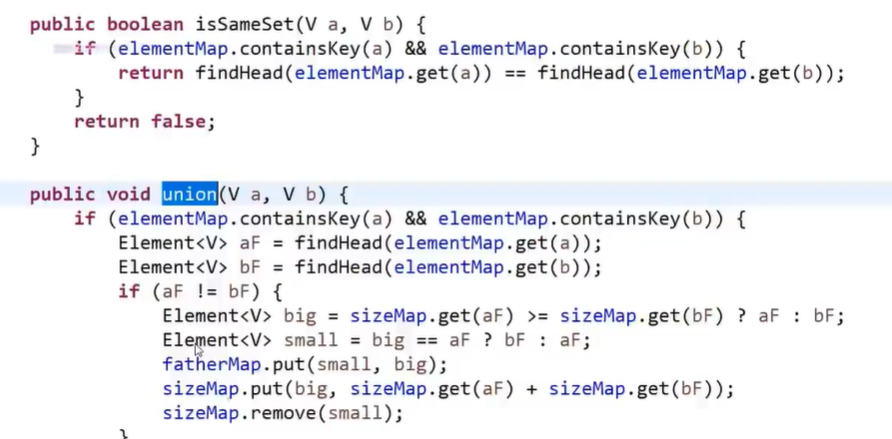 public boolean isSameSet(V a, V b) {
    if (elementMap.containsKey(a) && elementMap.containsKey(b)) {
        return findHead(elementMap.get(a)) == findHead(elementMap.get(b));
    }
    return false;
}
public void union(V a, V b) {
    if (elementMap.containsKey(a) && elementMap.containsKey(b)) {
        Element<V> aF = findHead(elementMap.get(a));
        Element<V> bF = findHead(elementMap.get(b));
        if (aF != bF) {
            Element<V> big = sizeMap.get(aF) >= sizeMap.get(bF) ? aF : bF;
            Element<V> small = big == aF ? bF : aF;
            fatherMap.put(small, big);
            sizeMap.put(big, sizeMap.get(aF) + sizeMap.get(bF));
            sizeMap.remove(small);
        }